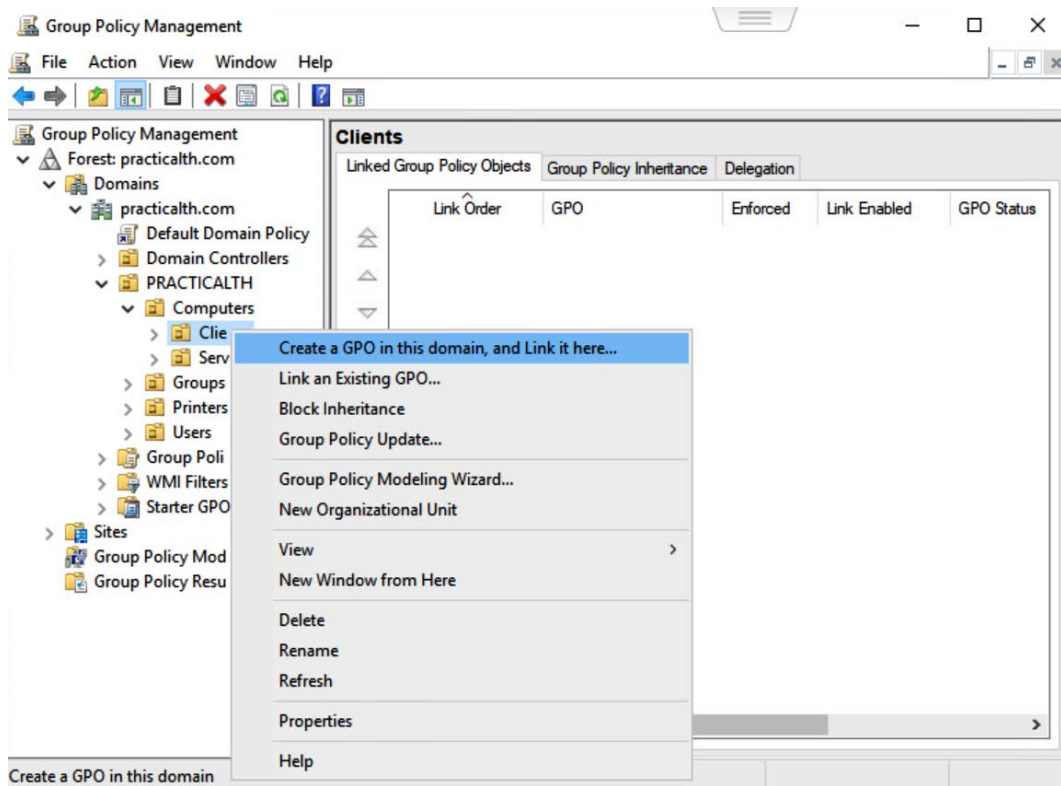 Group Policy Management
File Action View Window Help
Group Policy Management
Forest: practicalth.com
Domains
practicalth.com
Default Domain Policy
Domain Controllers
PRACTICALTH
Computers
Clie
Serv
Groups
Printers
Users
Group Poli
WMI Filters
Starter GPO
Sites
Group Policy Mod
Group Policy Resu
Clients
Linked Group Policy Objects Group Policy Inheritance Delegation
Link Order GPO Enforced Link Enabled GPO Status
Create a GPO in this domain, and Link it here...
Link an Existing GPO...
Block Inheritance
Group Policy Update...
Group Policy Modeling Wizard...
New Organizational Unit
View
New Window from Here
Delete
Rename
Refresh
Properties
Help
Create a GPO in this domain